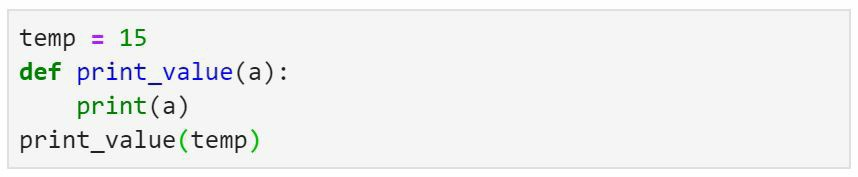 temp = 15
def print_value(a):
    print(a)
print_value(temp)